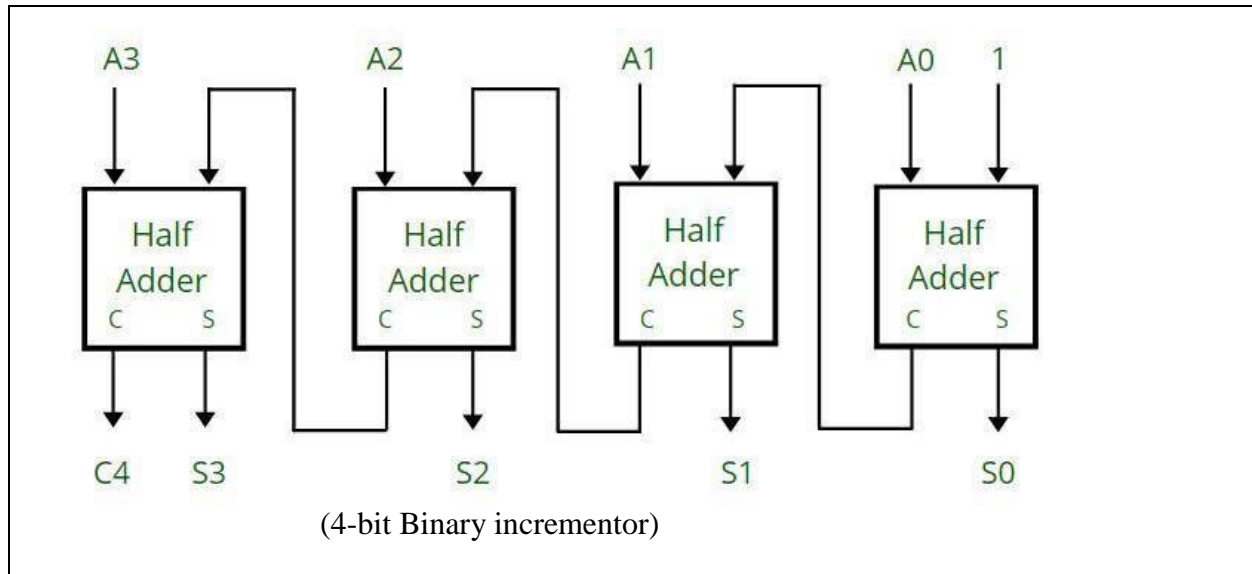 A3 A2 A1 A0 1
Half Half Half Half
Adder Adder Adder Adder
C S C S C S C S
C4 S3 S2 S1 S0
(4-bit Binary incrementor)